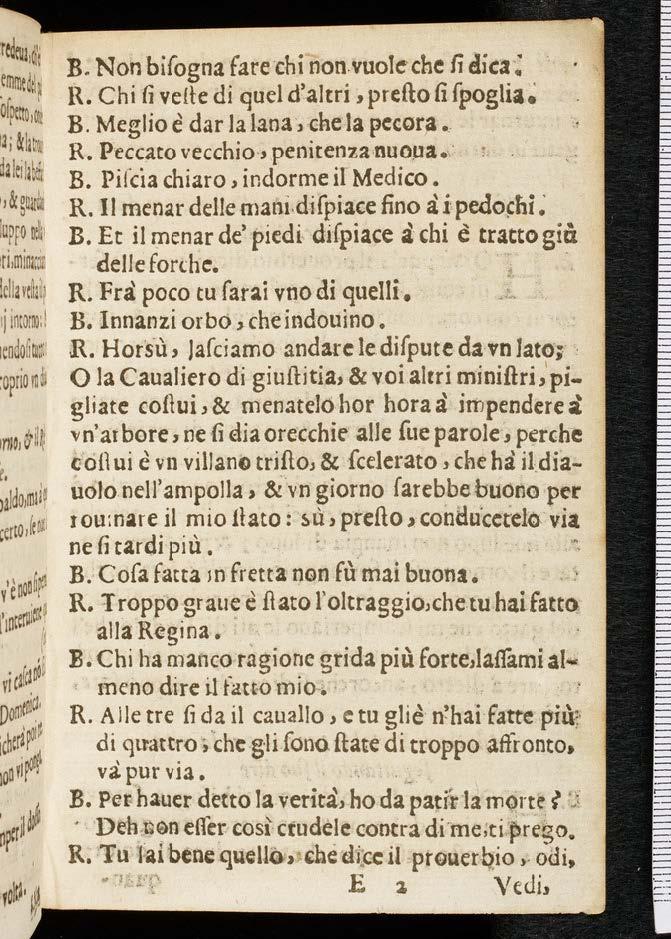 B. Non bisogna fare chi non vuole che si dica.
R. Chi si veste di quel d'altri, presto si spoglia.
B. Meglio è dar la lana, che la pecora.
R. Peccato vecchio, penitenza nuoua.
B. Piscia chiaro, indorme il Medico.
R. Il menar delle mani dispiace fino à i pedochi.
B. Et il menar de' piedi dispiace à chi è tratto giù
delle forche.
R. Frà poco tu sarai vno di quelli.
B. Innanzi orbo, che indouino.
R. Horsù, lasciamo andare le dispute da vn lato;
O la Caualiero di giustitia, & voi altri ministri, pi-
gliate costui, & menatelo hor hora à impendere à
vn'arbore, ne si dia orecchie alle sue parole, perche
costui è vn villano tristo, & scelerato, che hà il dia-
uolo nell'ampolla, & vn giorno sarebbe buono per
rouinare il mio stato: sù, presto, conducetelo via
ne si tardi più.
B. Cosa fatta in fretta non fù mai buona.
R. Troppo graue è stato l'oltraggio, che tu hai fatto
alla Regina.
B. Chi ha manco ragione grida più forte, lassami al-
meno dire il fatto mio.
R. Alle tre si da il cauallo, e tu gliè n'hai fatte più
di quattro, che gli sono state di troppo affronto,
và pur via.
B. Per hauer detto la verità, ho da patir la morte?
Deh non esser così crudele contra di me, ti prego.
R. Tu sai bene quello, che dice il prouerbio, odi,
E 2 Vedi,